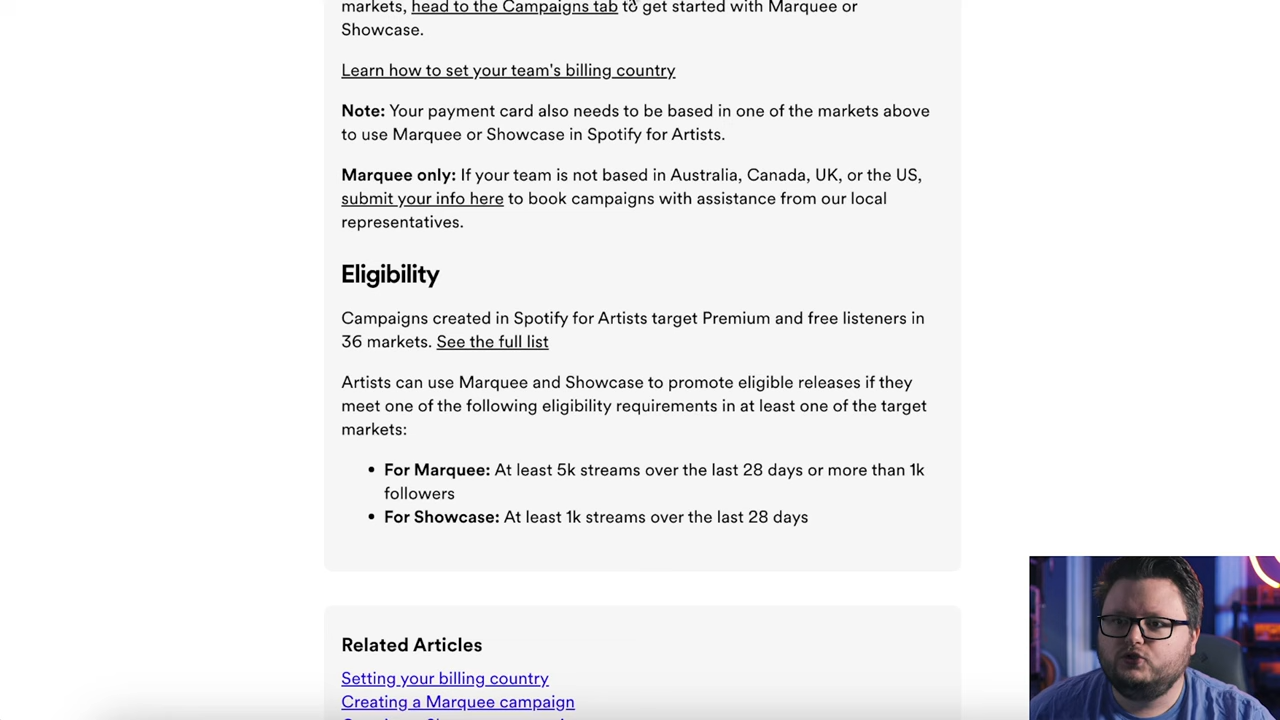 markets, head to the Campaigns tab to get started with Marquee or
Showcase.
Learn how to set your team's billing country
Note: Your payment card also needs to be based in one of the markets above
to use Marquee or Showcase in Spotify for Artists.
Marquee only: If your team is not based in Australia, Canada, UK, or the US,
submit your info here to book campaigns with assistance from our local
representatives.
Eligibility
Campaigns created in Spotify for Artists target Premium and free listeners in
36 markets. See the full list
Artists can use Marquee and Showcase to promote eligible releases if they
meet one of the following eligibility requirements in at least one of the target
markets:
• For Marquee: At least 5k streams over the last 28 days or more than 1k
followers
• For Showcase: At least 1k streams over the last 28 days
Related Articles
Setting your billing country
Creating a Marquee campaign